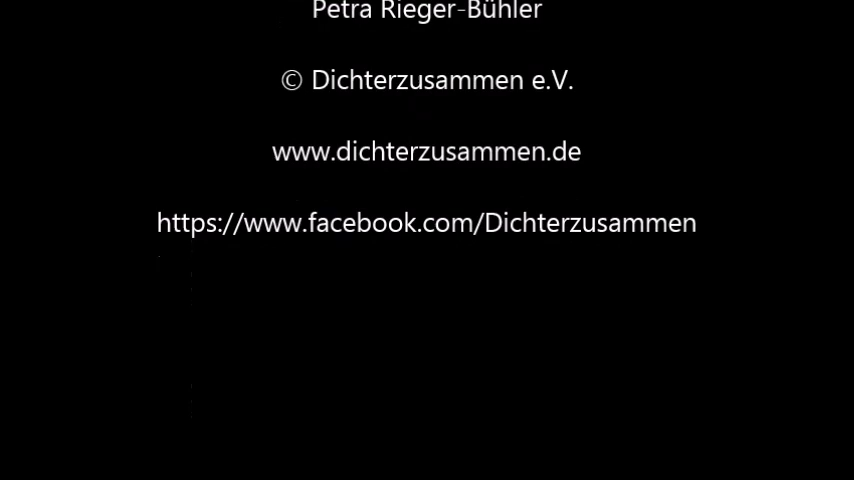 Petra Rieger-Bühler
© Dichterzusammen e.V.
www.dichterzusammen.de
https://www.facebook.com/Dichterzusammen